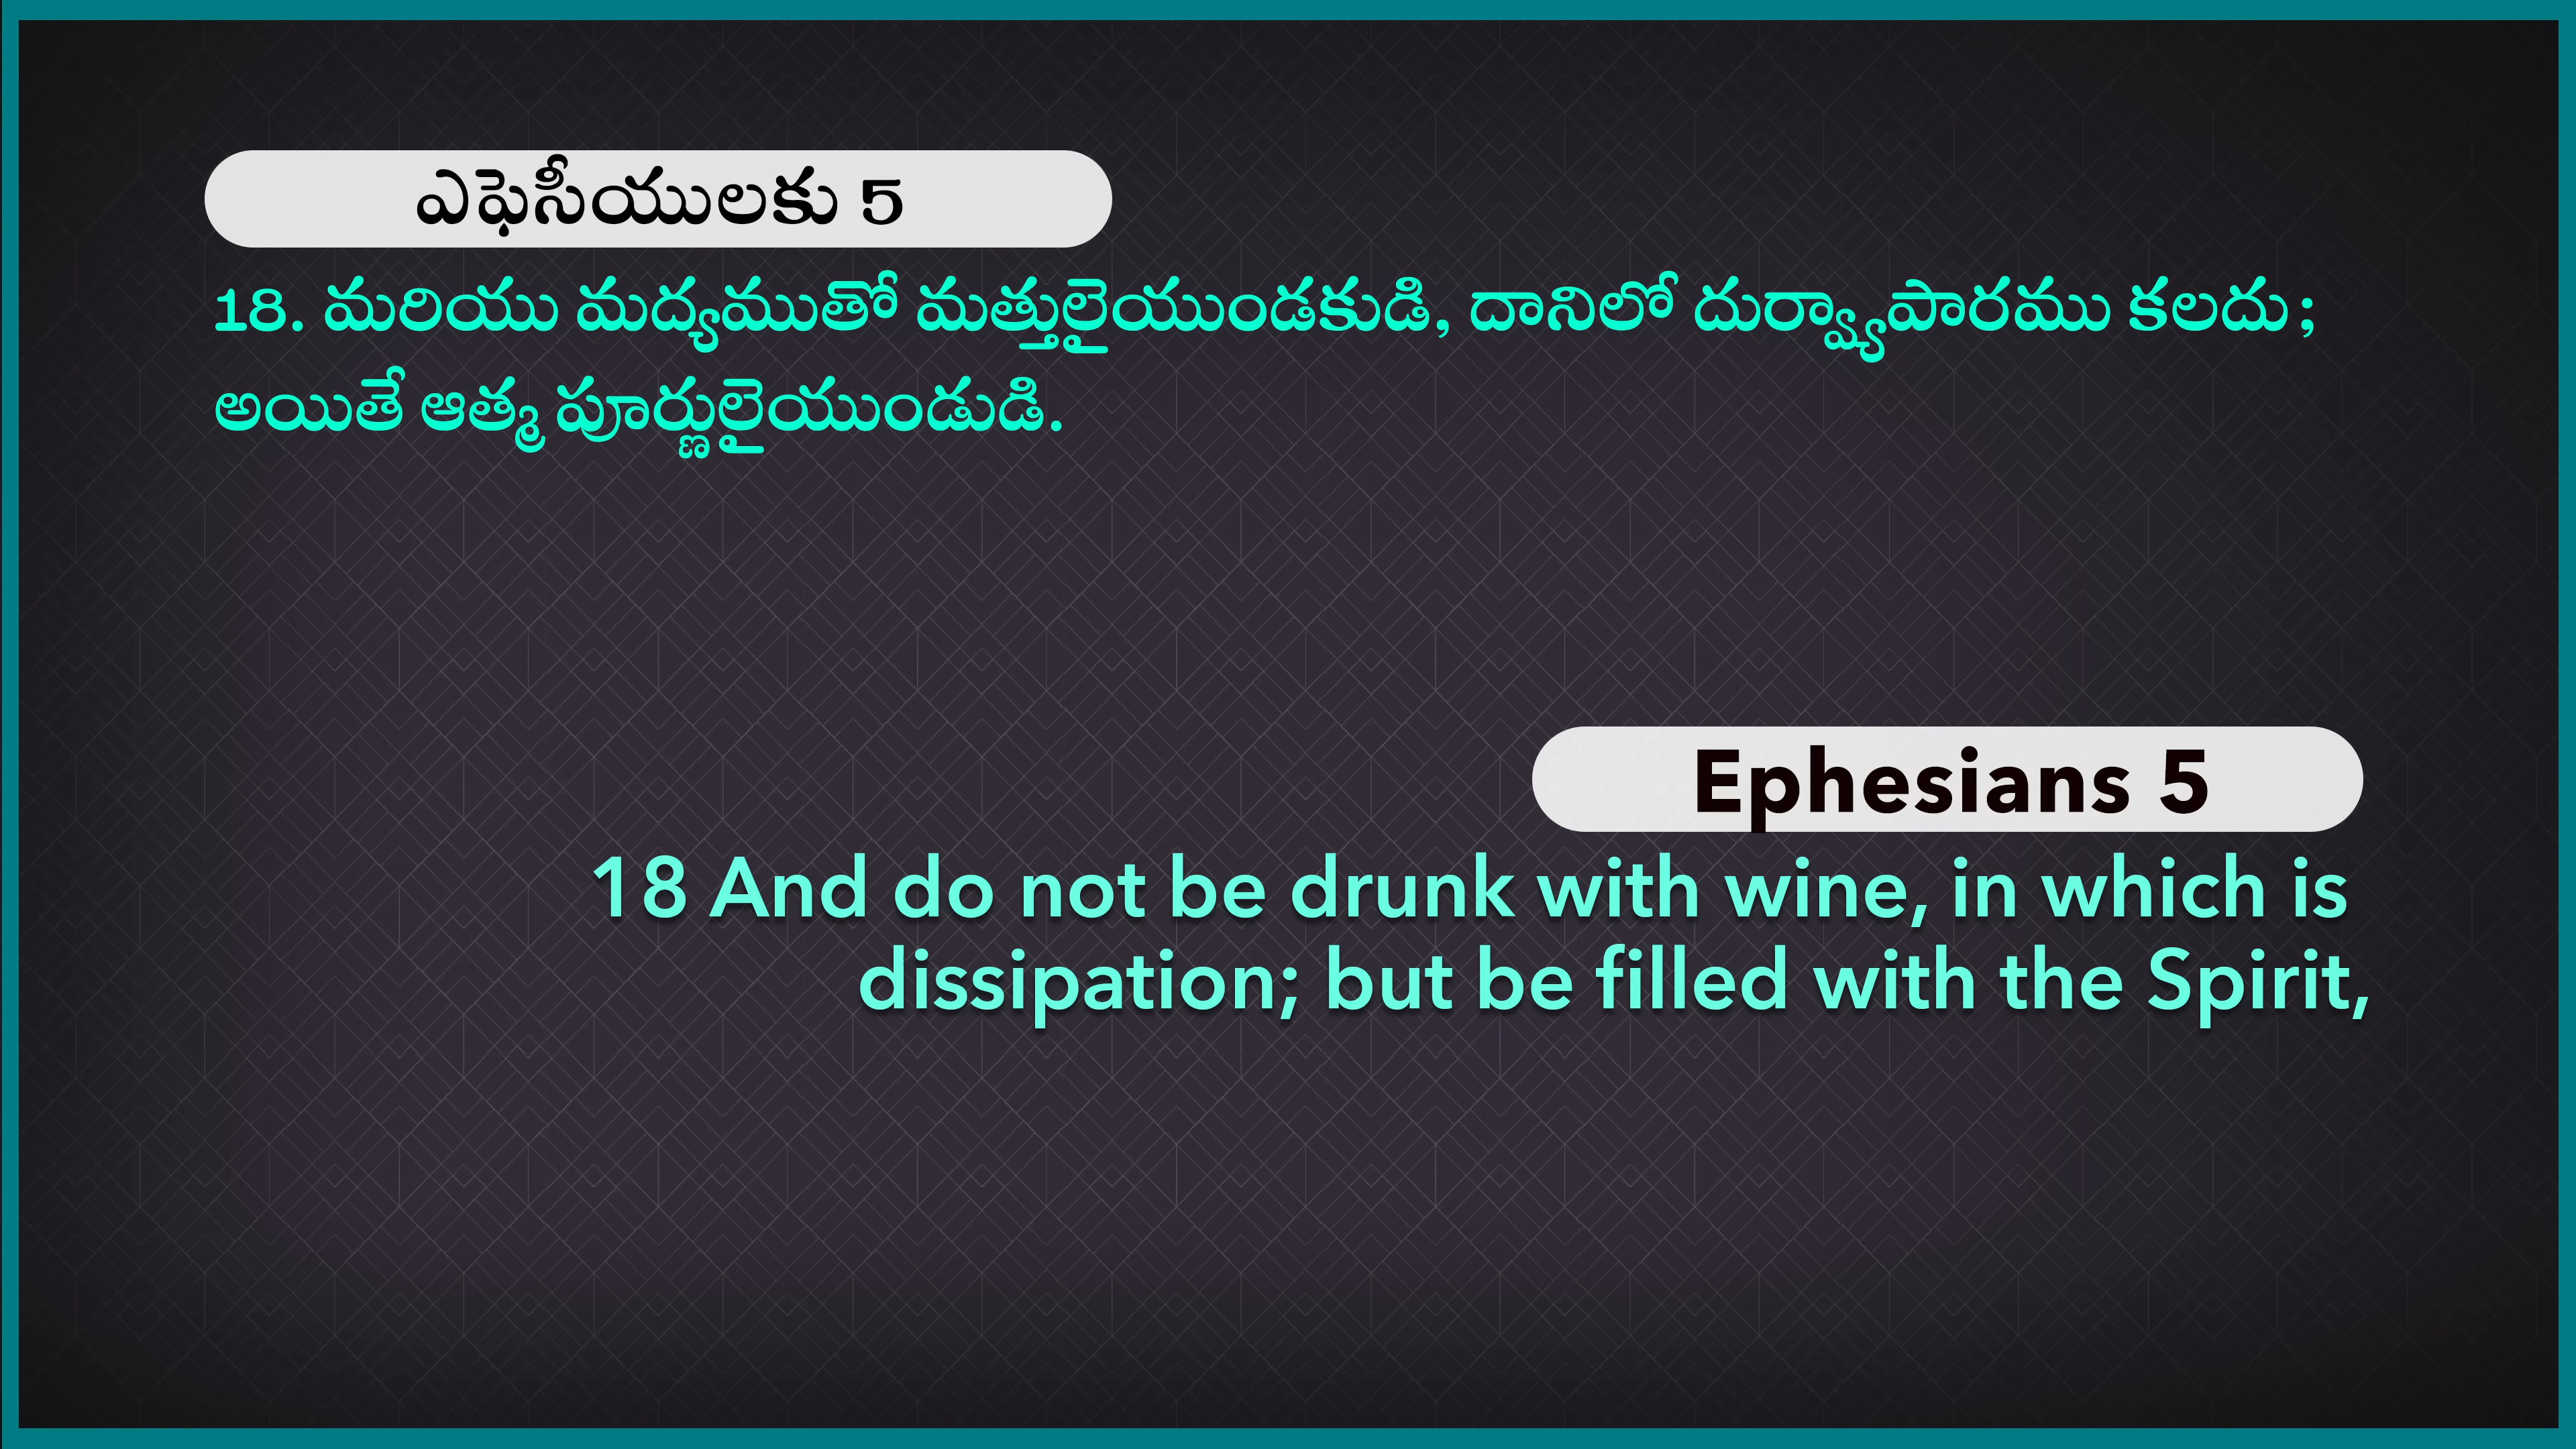 ఎఫెసీయులకు 5
18. మరియు మద్యముతో మత్తులైయుండకుడి, దానిలో దుర్వ్యాపారము కలదు;
అయితే ఆత్మ పూర్ణులైయుండుడి.
Ephesians 5
18 And do not be drunk with wine, in which is
dissipation; but be filled with the Spirit,